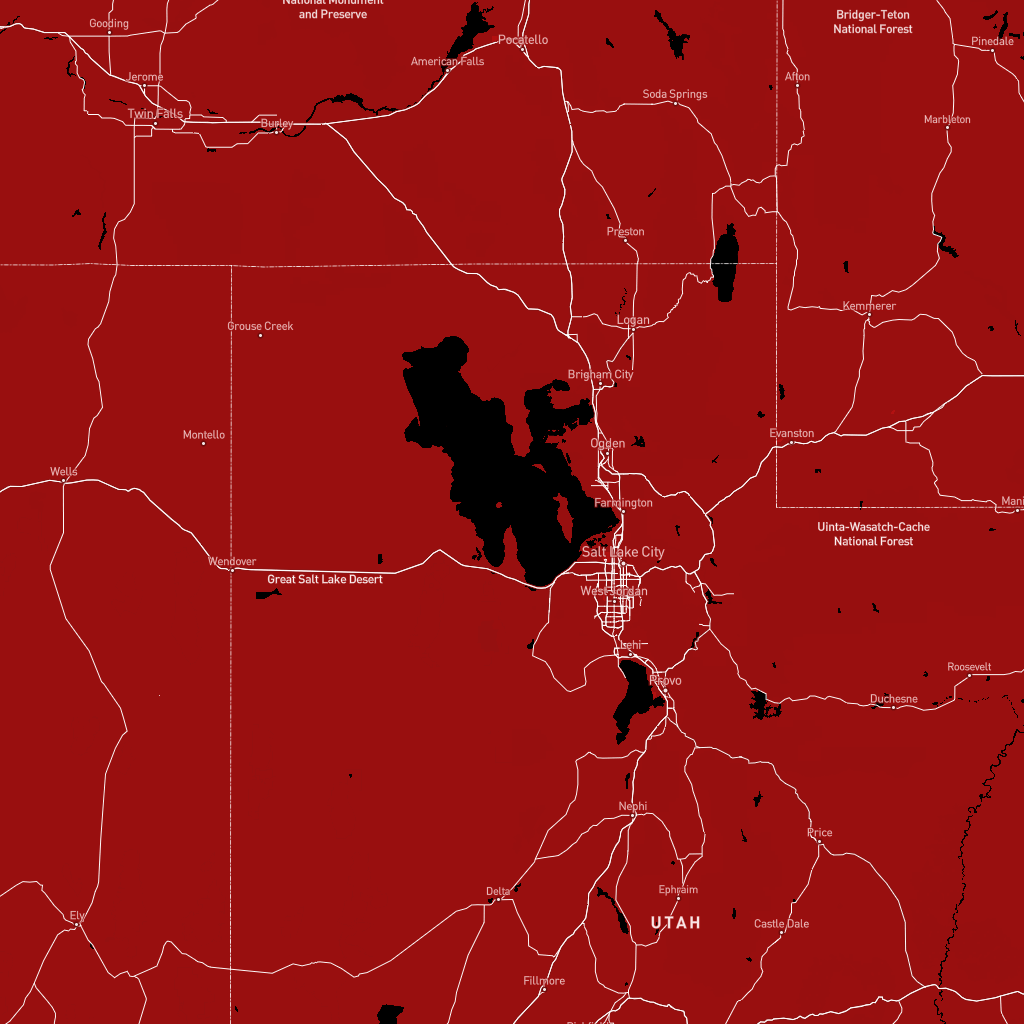 National Monument
and Preserve
Bridger-Teton
National Forest
Gooding
Pocatello
Pinedale
American Falls
Jerome
Afton
Soda Springs
Twin Falls
Burley
Marbleton
Preston
Kemmerer
Logan
Grouse Creek
Brigham City
Montello
Evanston
Ogden
Wells
Farmington
Mani
Uinta-Wasatch-Cache
National Forest
Salt Lake City
Wendover
Great Salt Lake Desert
West Jordan
Lehi
Roosevelt
Provo
Duchesne
Nephi
Price
Delta
Ephraim
Ely
UTAH
Castle Dale
Fillmore